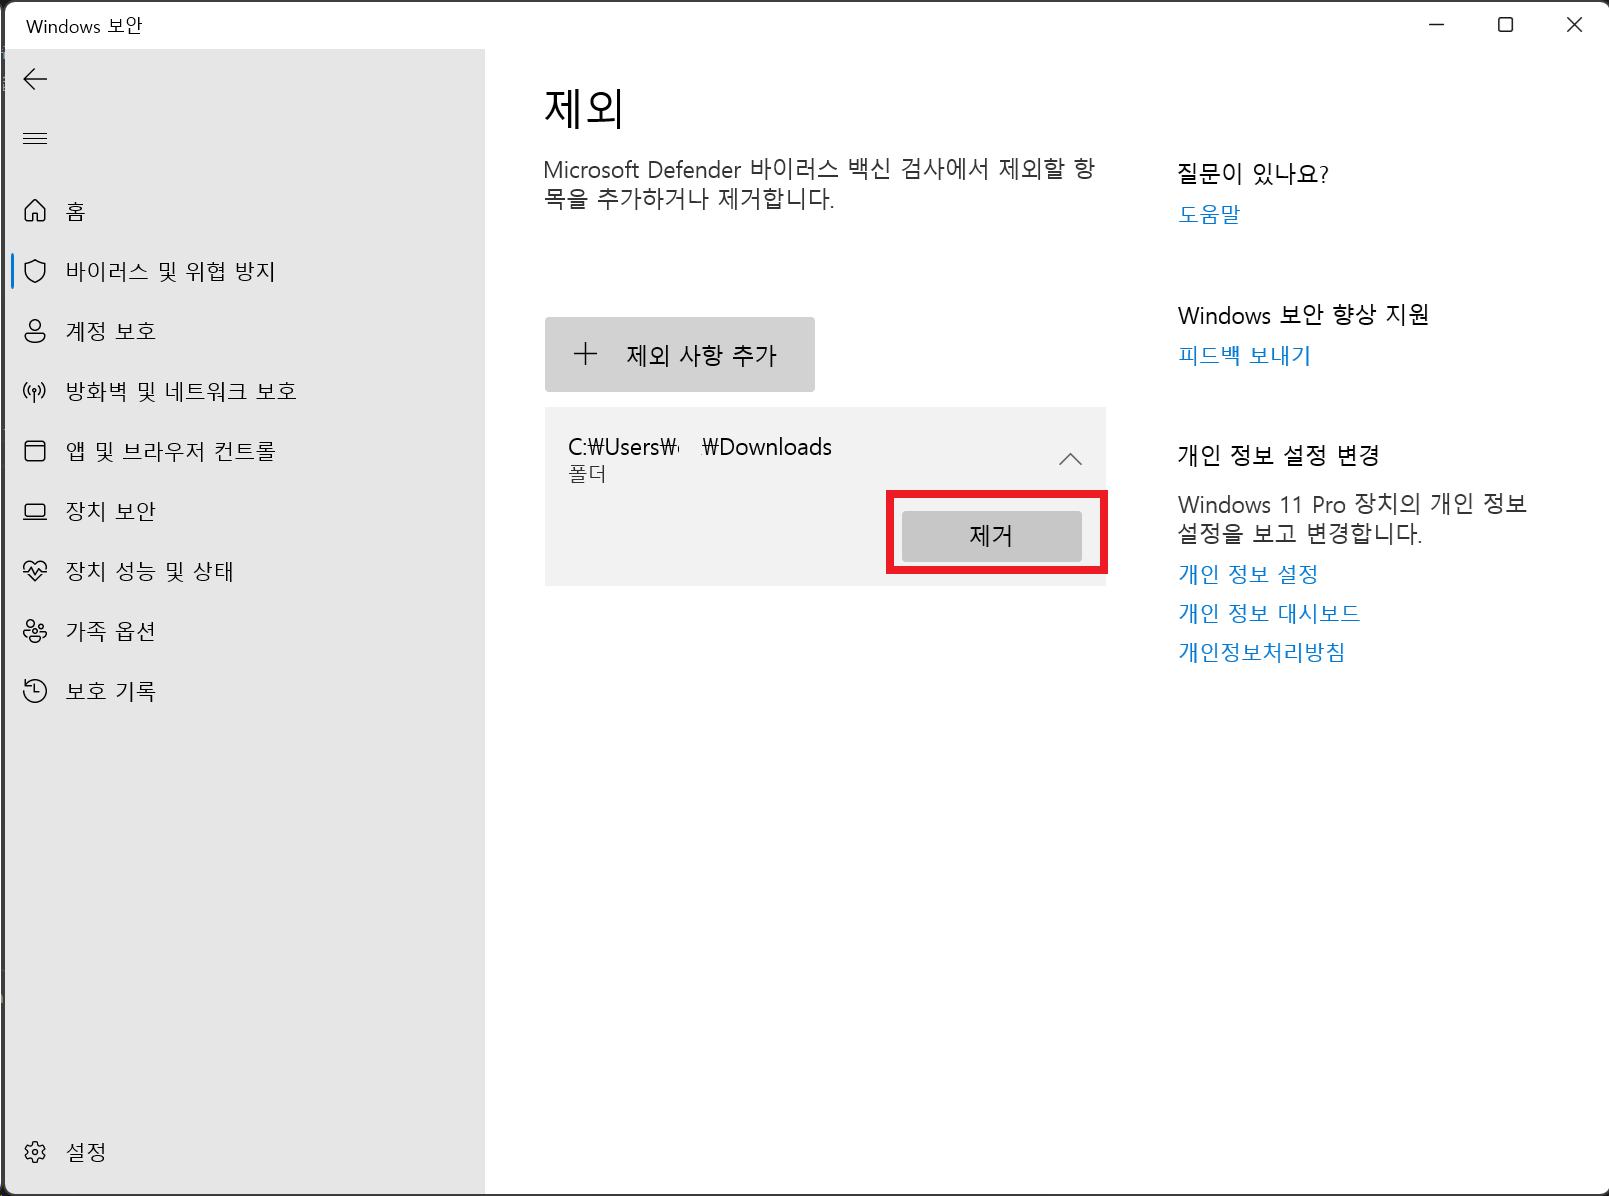 Windows 보안
홈
바이러스 및 위협 방지
계정 보호
방화벽 및 네트워크 보호
앱 및 브라우저 컨트롤
장치 보안
장치 성능 및 상태
가족 옵션
보호 기록
설정
제외
Microsoft Defender 바이러스 백신 검사에서 제외할 항
목을 추가하거나 제거합니다.
제외 사항 추가
C:₩Users₩ ₩Downloads
폴더
제거
질문이 있나요?
도움말
Windows 보안 향상 지원
피드백 보내기
개인 정보 설정 변경
Windows 11 Pro 장치의 개인 정보
설정을 보고 변경합니다.
개인 정보 설정
개인 정보 대시보드
개인정보처리방침